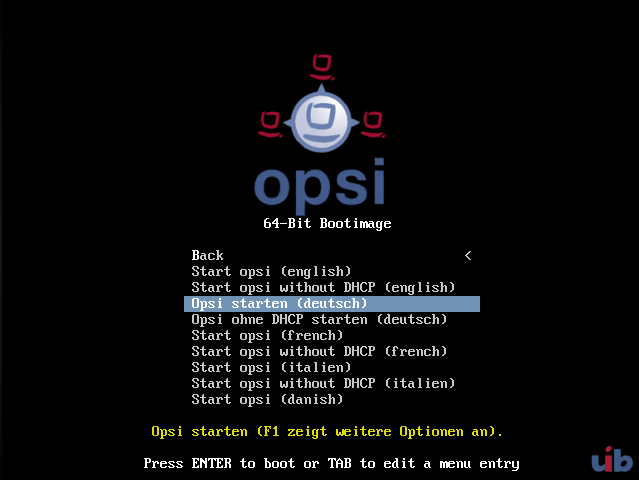 opsi
64-Bit Bootimage
Back <
Start opsi (english)
Start opsi without DHCP (english)
Opsi starten (deutsch)
Opsi ohne DHCP starten (deutsch)
Start opsi (french)
Start opsi without DHCP (french)
Start opsi (italien)
Start opsi without DHCP (italien)
Start opsi (danish)
Opsi starten (F1 zeigt weitere Optionen an).
Press ENTER to boot or TAB to edit a menu entry
uib